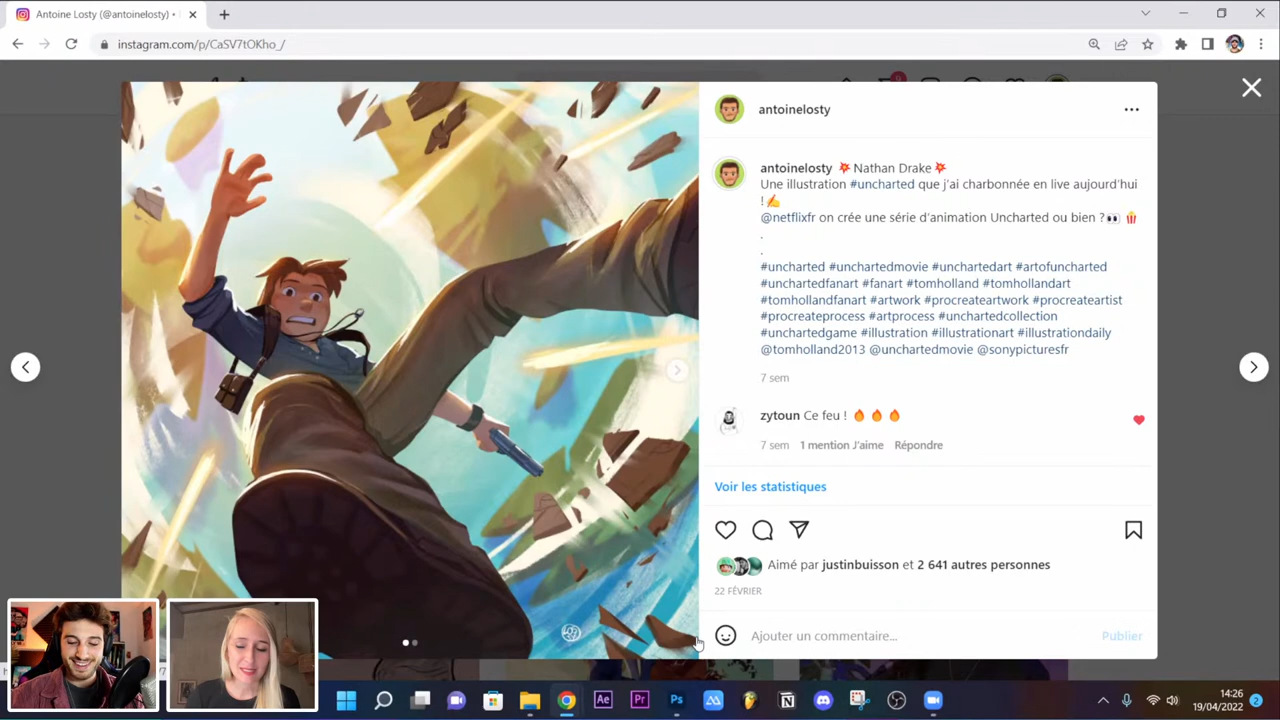 Antoine Losty (@antoinelosty) •
instagram.com/p/CaSV7tOKho_/
antoinelosty
antoinelosty 💥Nathan Drake💥
Une illustration #uncharted que j'ai charbonnée en live aujourd'hui
!✍️
@netflixfr on crée une série d'animation Uncharted ou bien ?👀 🍿
.
.
#uncharted #unchartedmovie #unchartedart #artofuncharted
#unchartedfanart #fanart #tomholland #tomhollandart
#tomhollandfanart #artwork #procreateartwork #procreateartist
#procreateprocess #artprocess #unchartedcollection
#unchartedgame #illustration #illustrationart #illustrationdaily
@tomholland2013 @unchartedmovie @sonypicturesfr
7 sem
zytoun Ce feu ! 🔥 🔥 🔥
7 sem 1 mention J'aime Répondre
Voir les statistiques
Aimé par justinbuisson et 2 641 autres personnes
22 FÉVRIER
Ajouter un commentaire... Publier
Ae Pr Ps
14:26
19/04/2022
2